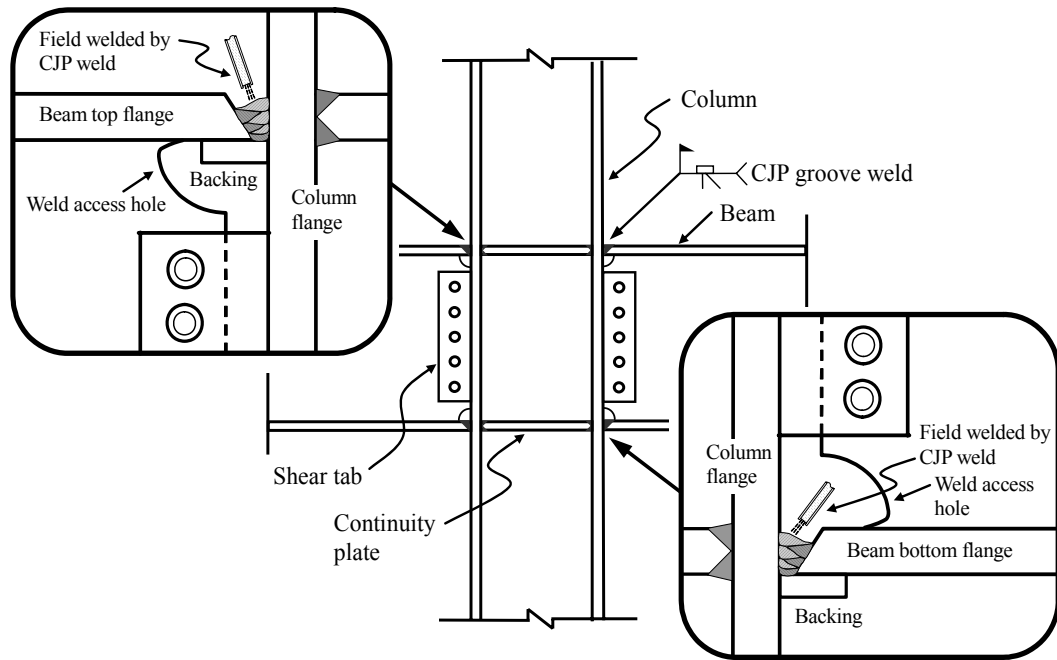 Field welded by
CJP weld
Beam top flange
Backing
Weld access hole
Column
flange
Column
CJP groove weld
Beam
Shear tab
Continuity
plate
Column
flange
Field welded by
CJP weld
Weld access
hole
Beam bottom flange
Backing